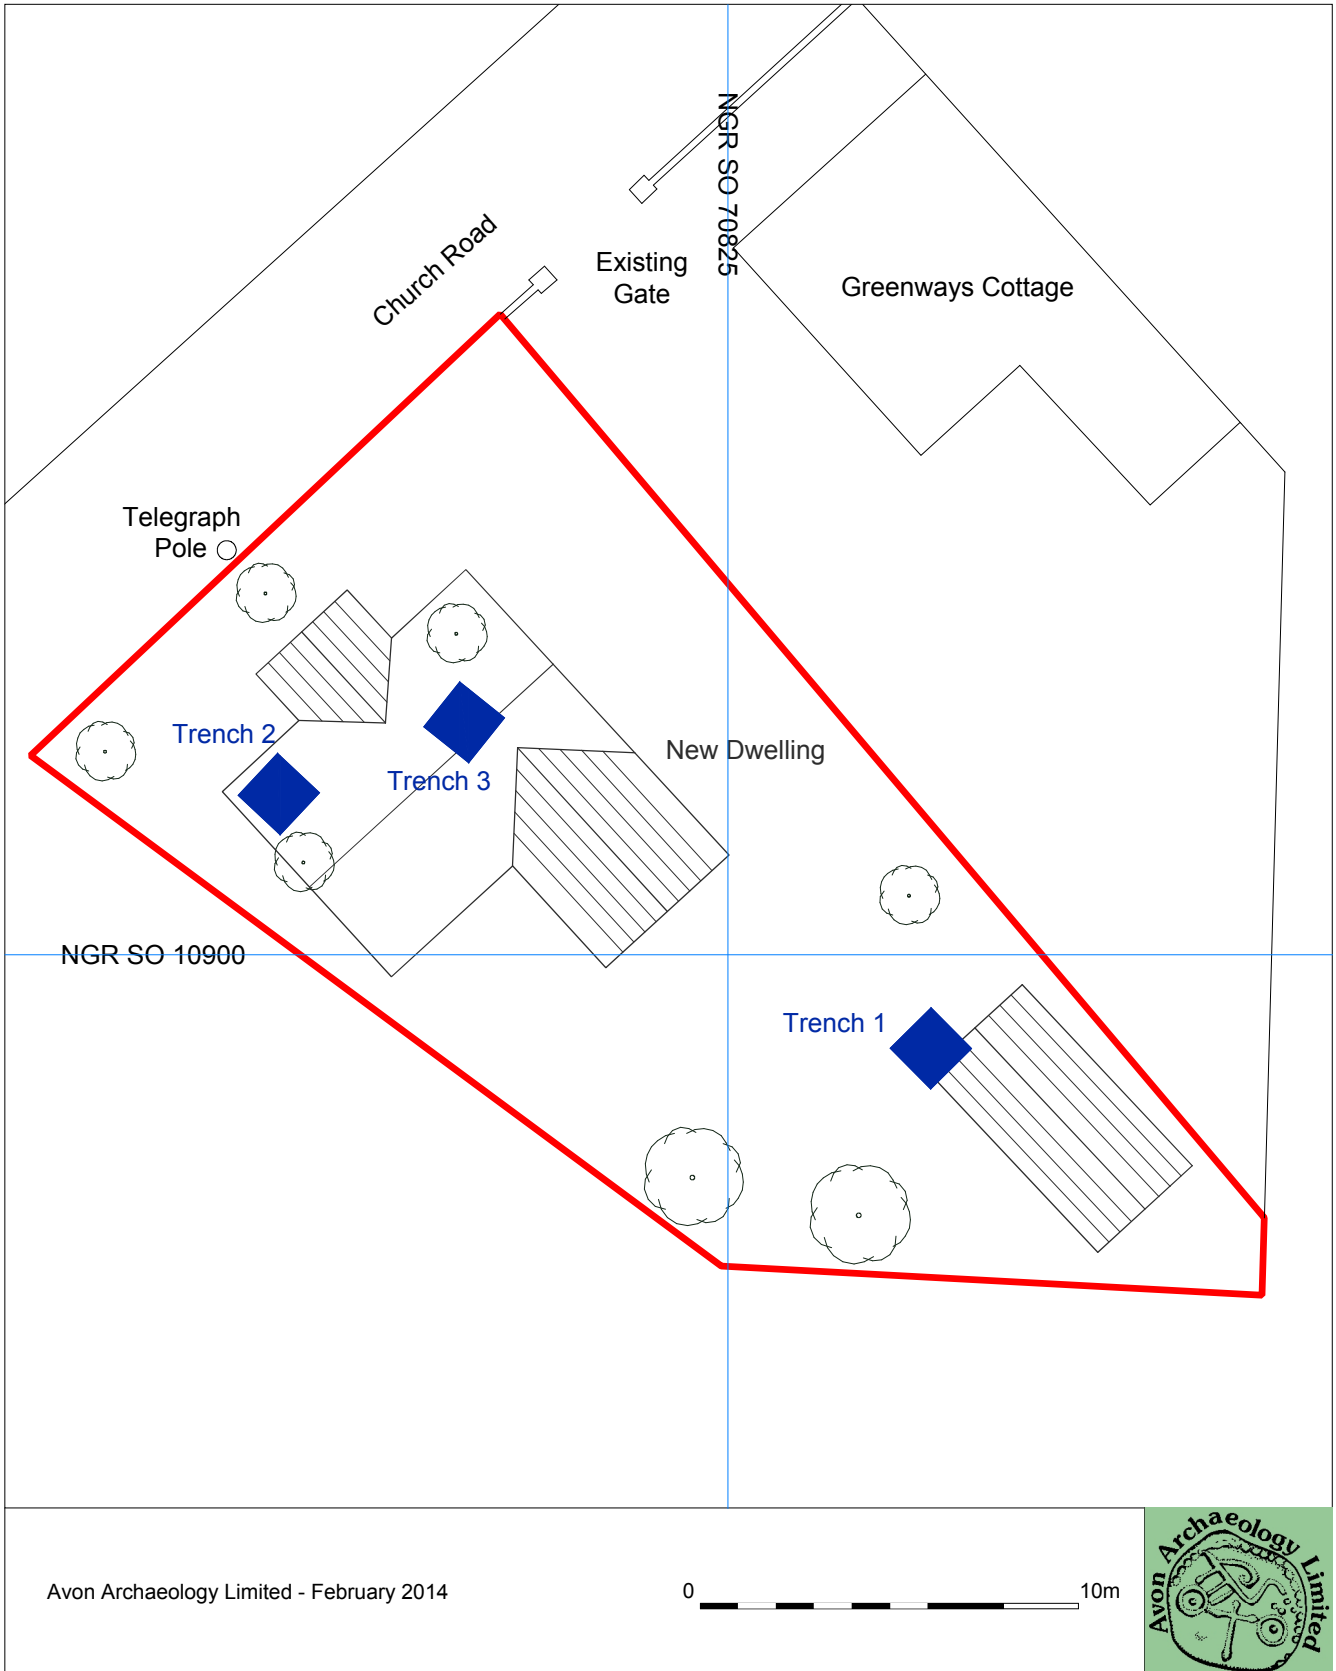 NGR SO 70825
Church Road
Existing
Gate
Greenways Cottage
Telegraph
Pole
Trench 2
Trench 3
New Dwelling
NGR SO 10900
Trench 1
Avon Archaeology Limited - February 2014
0
10m
Avon Archaeology Limited